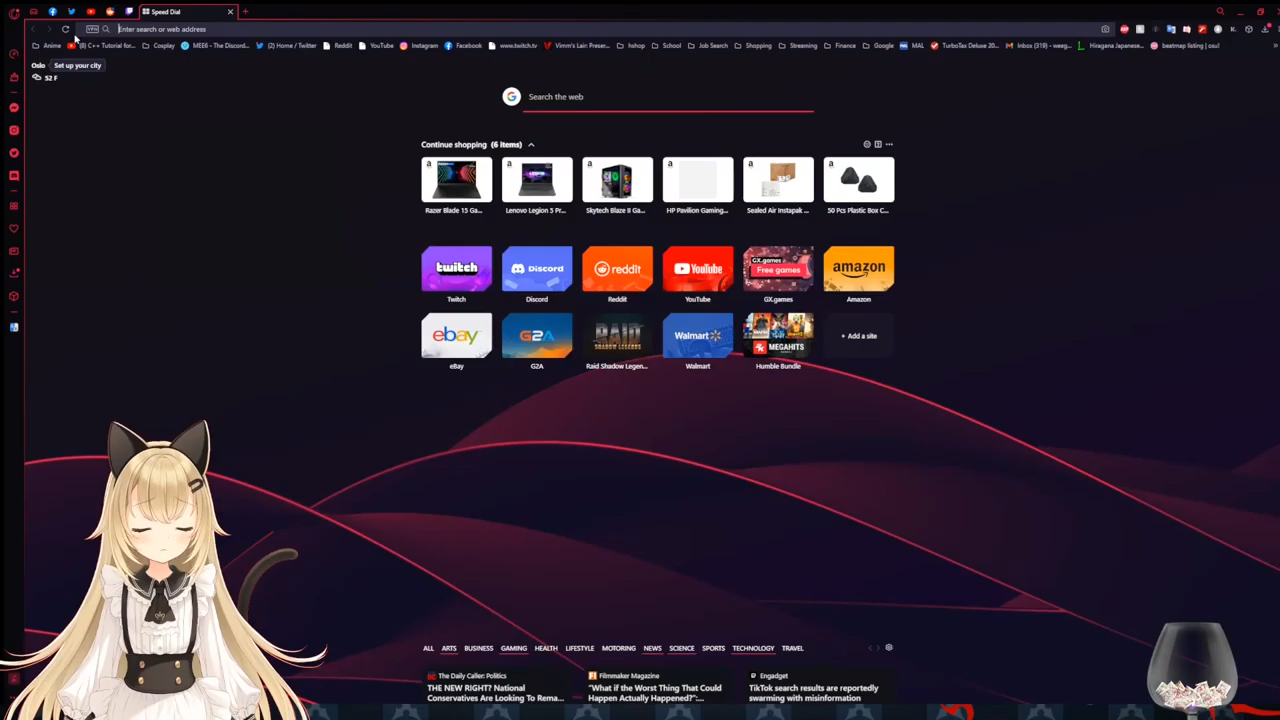 Speed Dial
VPN
Enter search or web address
Anime
(8) C++ Tutorial for...
Cosplay
MEE6 - The Discord...
(2) Home / Twitter
Reddit
YouTube
Instagram
Facebook
www.twitch.tv
Vimm's Lair: Preser...
hshop
School
Job Search
Shopping
Streaming
Finance
Google
MAL
TurboTax Deluxe 20...
Inbox (319) - weeg...
Hiragana Japanese...
beatmap listing | osu!
Oslo
Set up your city
52 F
Search the web
Continue shopping (6 items)
Razer Blade 15 Ga...
Lenovo Legion 5 Pr...
Skytech Blaze II Ga...
HP Pavilion Gaming...
Sealed Air Instapak ...
50 Pcs Plastic Box C...
twitch
Discord
reddit
YouTube
GX.games
Free games
amazon
Twitch
Discord
Reddit
YouTube
GX.games
Amazon
ebay
G2A
RAID
SHADOW LEGENDS
Walmart
2K
MEGAHITS
+ Add a site
eBay
G2A
Raid Shadow Legen...
Walmart
Humble Bundle
ALL
ARTS
BUSINESS
GAMING
HEALTH
LIFESTYLE
MOTORING
NEWS
SCIENCE
SPORTS
TECHNOLOGY
TRAVEL
The Daily Caller: Politics
THE NEW RIGHT? National
Conservatives Are Looking To Rema...
Filmmaker Magazine
"What if the Worst Thing That Could
Happen Actually Happened?":...
Engadget
TikTok search results are reportedly
swarming with misinformation